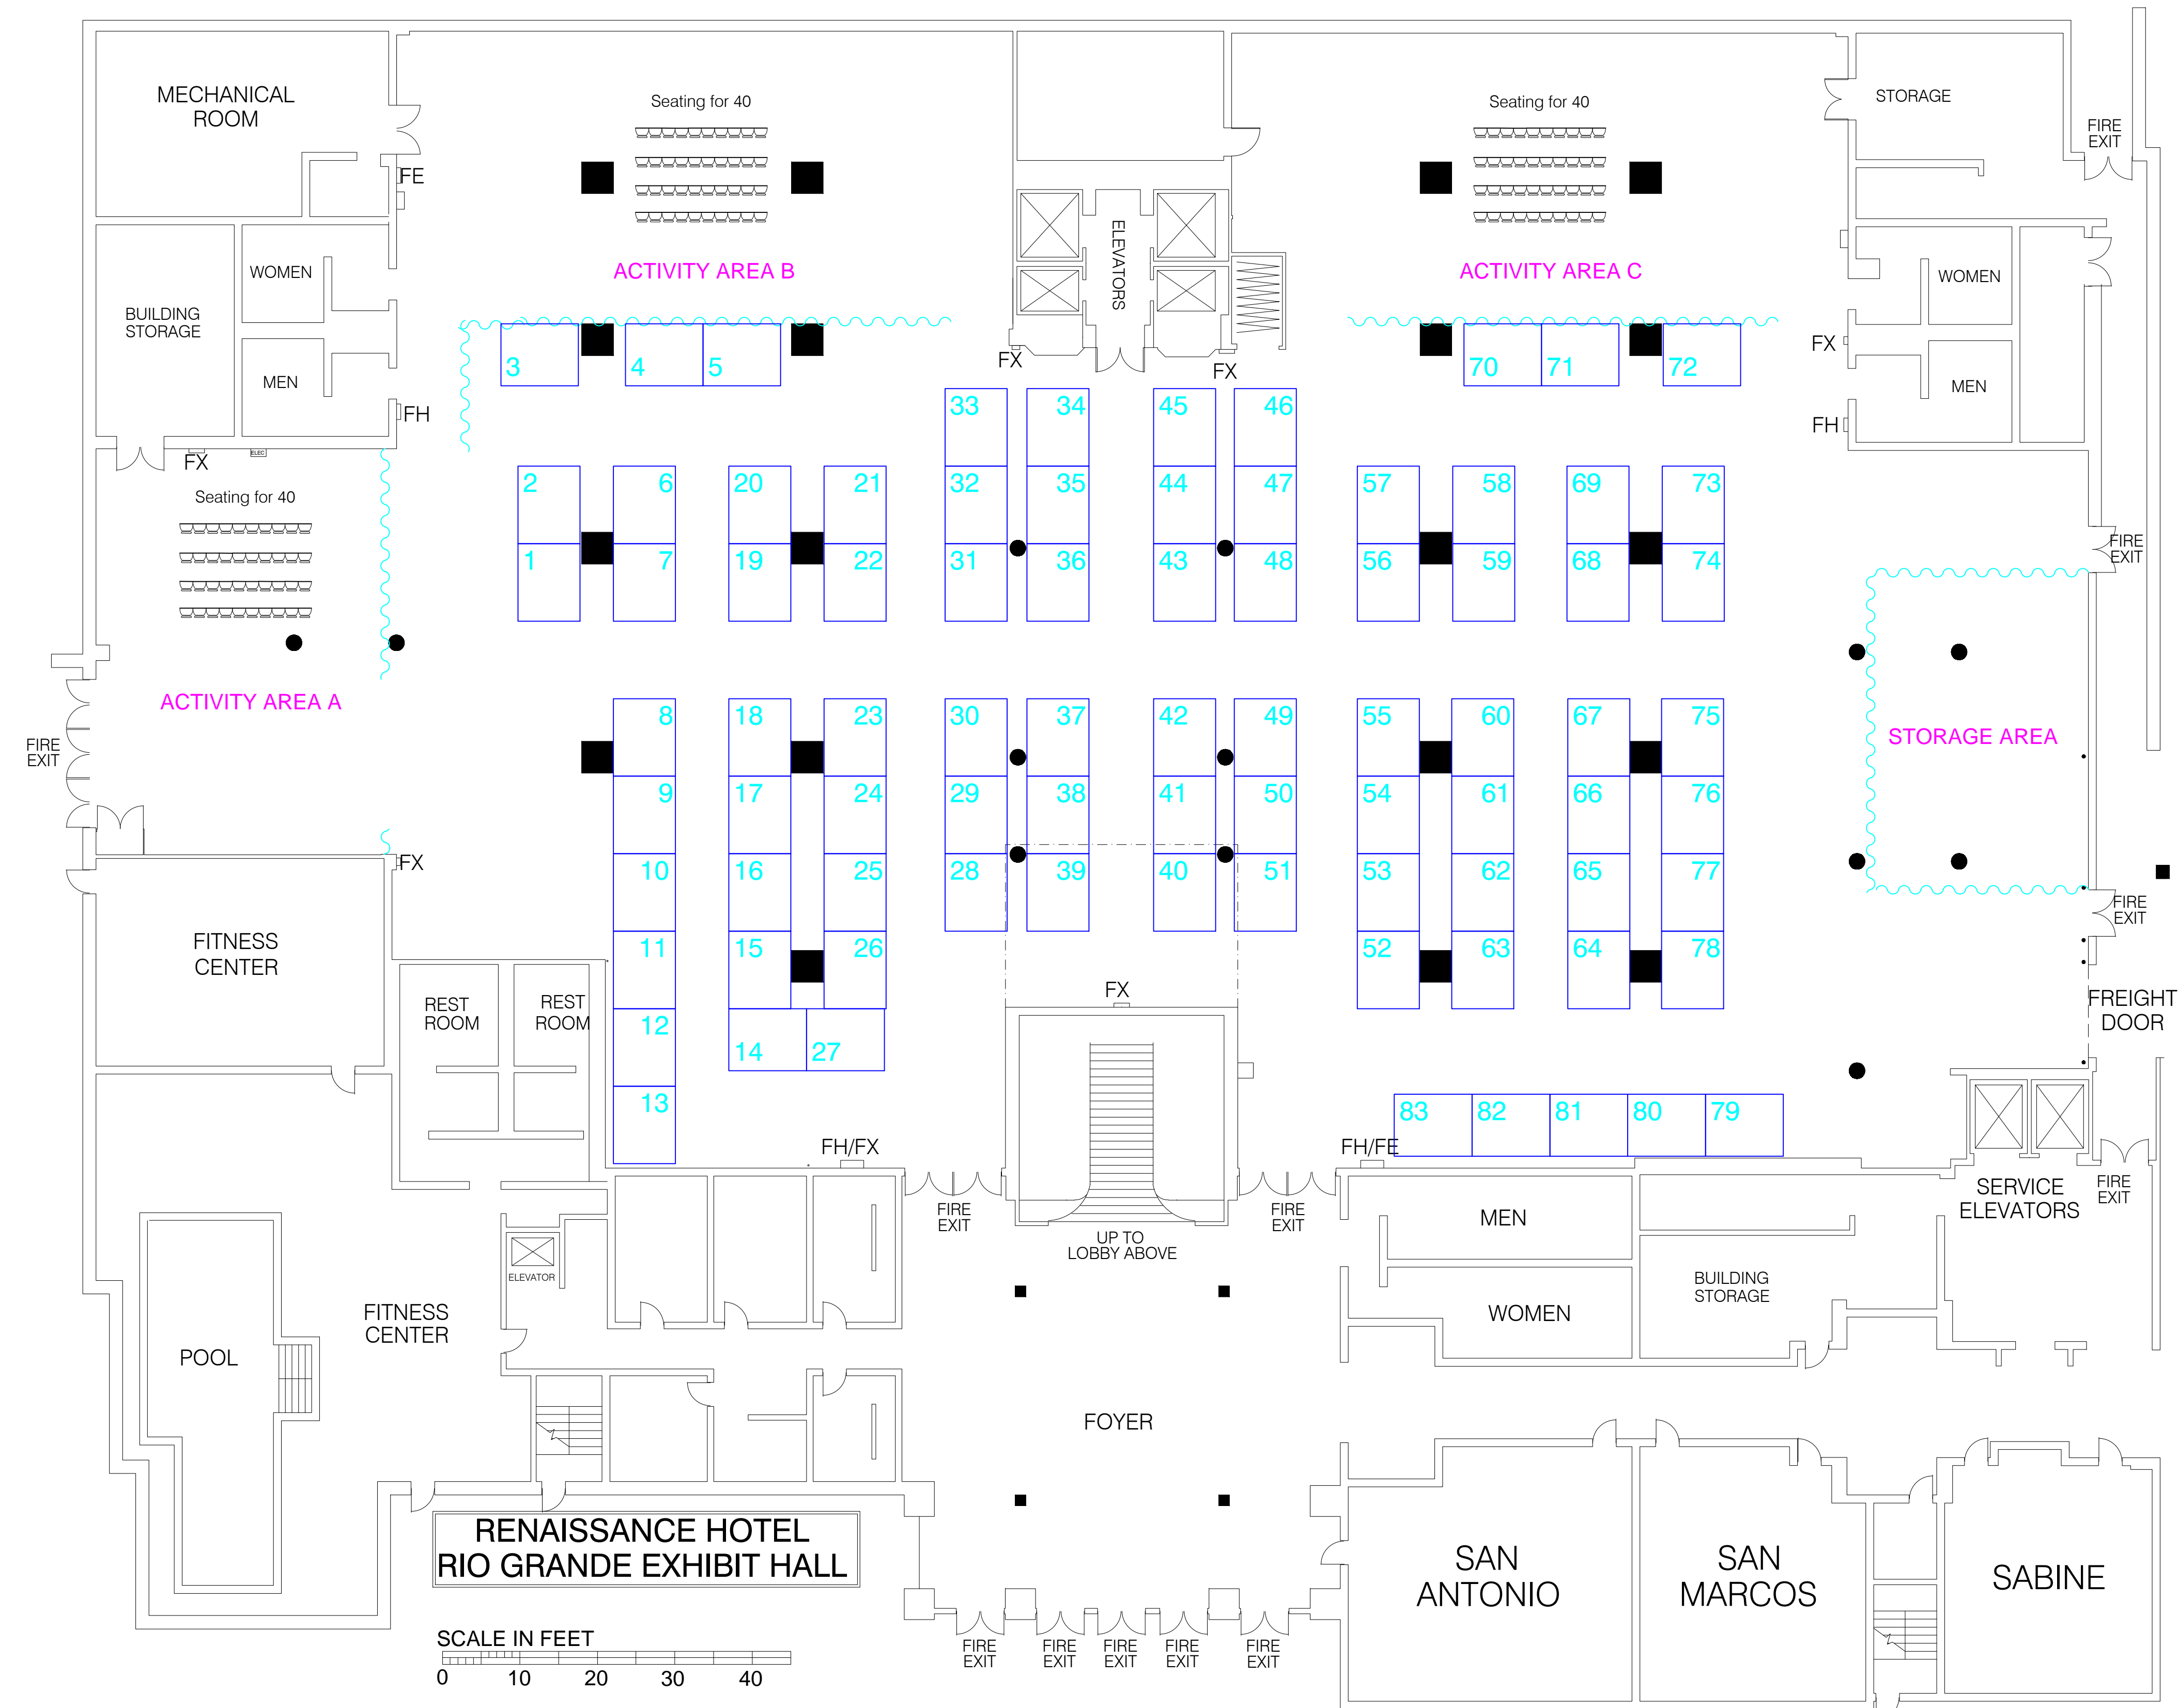 MECHANICAL
ROOM
Seating for 40
Seating for 40
STORAGE
FIRE
EXIT
FE
ELEVATORS
WOMEN
ACTIVITY AREA B
ACTIVITY AREA C
WOMEN
BUILDING
STORAGE
MEN
FX
FX
FX
MEN
3
4
5
70
71
72
FH
FH
33
34
45
46
FX
ELEC
Seating for 40
2
6
20
21
32
35
44
47
57
58
69
73
1
7
19
22
31
36
43
48
56
59
68
74
FIRE
EXIT
ACTIVITY AREA A
FIRE
EXIT
8
18
23
30
37
42
49
55
60
67
75
STORAGE AREA
9
17
24
29
38
41
50
54
61
66
76
FX
10
16
25
28
39
40
51
53
62
65
77
FIRE
EXIT
FITNESS
CENTER
11
15
26
52
63
64
78
REST
ROOM
REST
ROOM
FX
FREIGHT
DOOR
12
14
27
13
83
82
81
80
79
FH/FX
FH/FE
FIRE
EXIT
FIRE
EXIT
UP TO
LOBBY ABOVE
MEN
SERVICE
ELEVATORS
FIRE
EXIT
ELEVATOR
BUILDING
STORAGE
FITNESS
CENTER
WOMEN
POOL
FOYER
RENAISSANCE HOTEL
RIO GRANDE EXHIBIT HALL
SAN
ANTONIO
SAN
MARCOS
SABINE
SCALE IN FEET
0 10 20 30 40
FIRE
EXIT
FIRE
EXIT
FIRE
EXIT
FIRE
EXIT
FIRE
EXIT